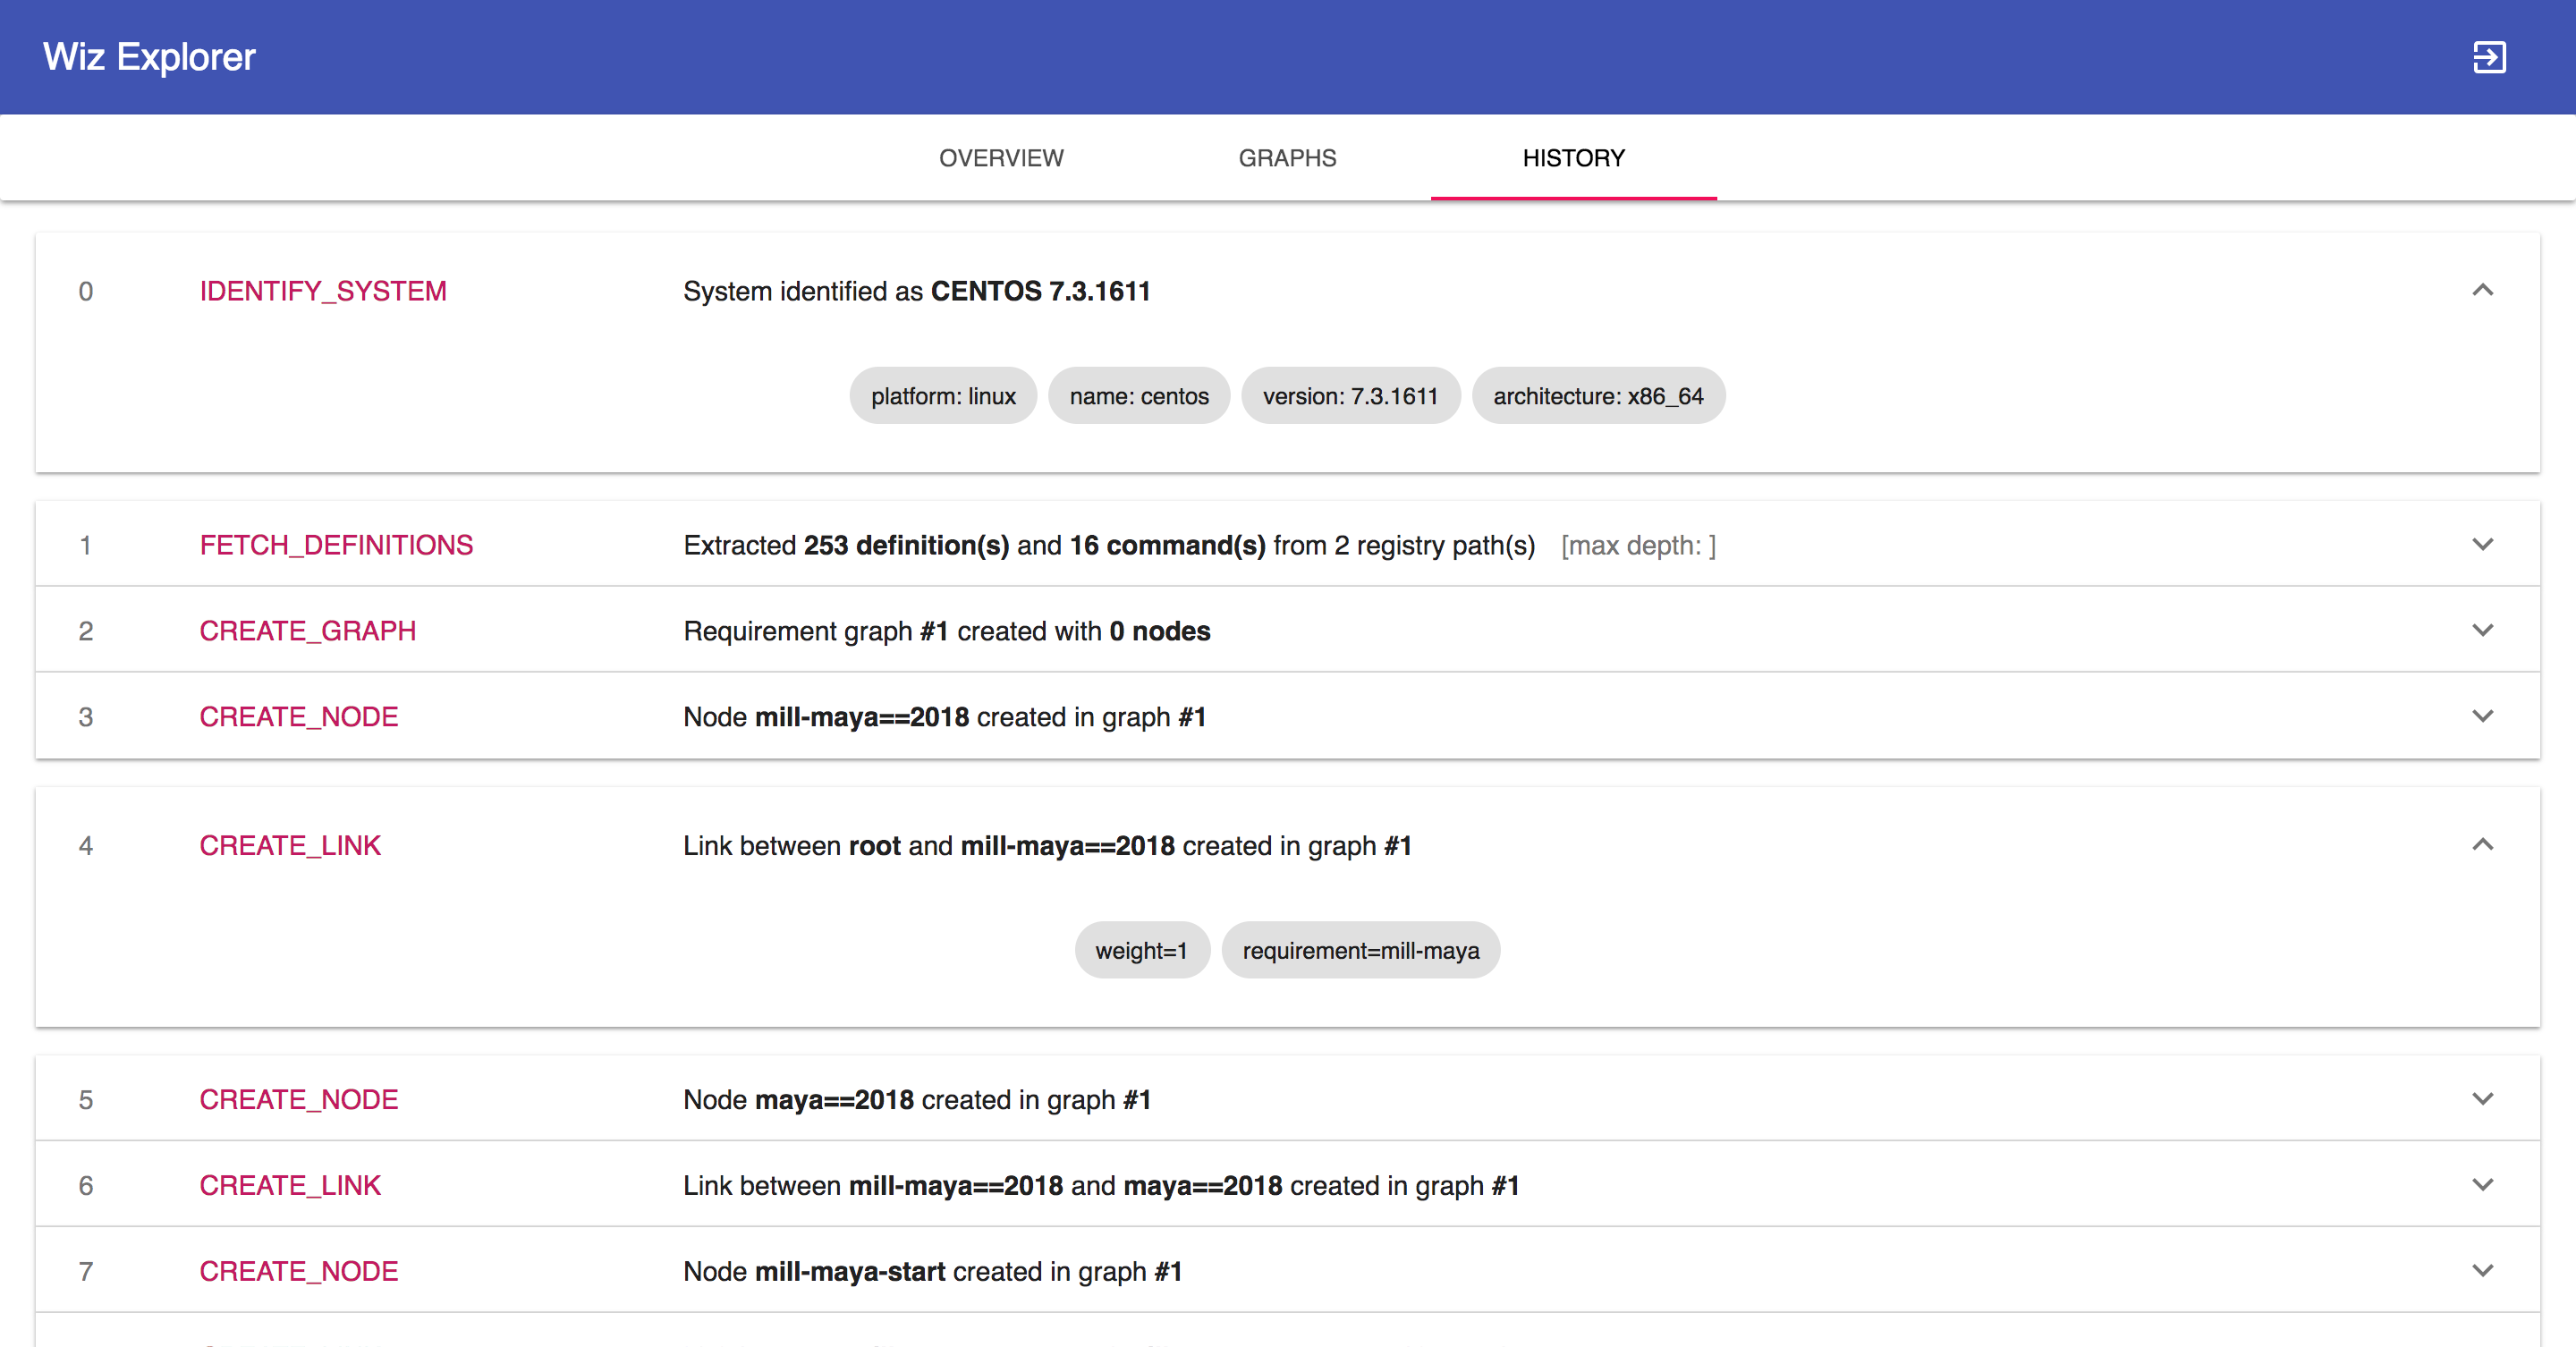 Wiz Explorer
OVERVIEW GRAPHS HISTORY
0 IDENTIFY_SYSTEM System identified as CENTOS 7.3.1611
platform: linux name: centos version: 7.3.1611 architecture: x86_64
1 FETCH_DEFINITIONS Extracted 253 definition(s) and 16 command(s) from 2 registry path(s) [max depth: ]
2 CREATE_GRAPH Requirement graph #1 created with 0 nodes
3 CREATE_NODE Node mill-maya==2018 created in graph #1
4 CREATE_LINK Link between root and mill-maya==2018 created in graph #1
weight=1 requirement=mill-maya
5 CREATE_NODE Node maya==2018 created in graph #1
6 CREATE_LINK Link between mill-maya==2018 and maya==2018 created in graph #1
7 CREATE_NODE Node mill-maya-start created in graph #1